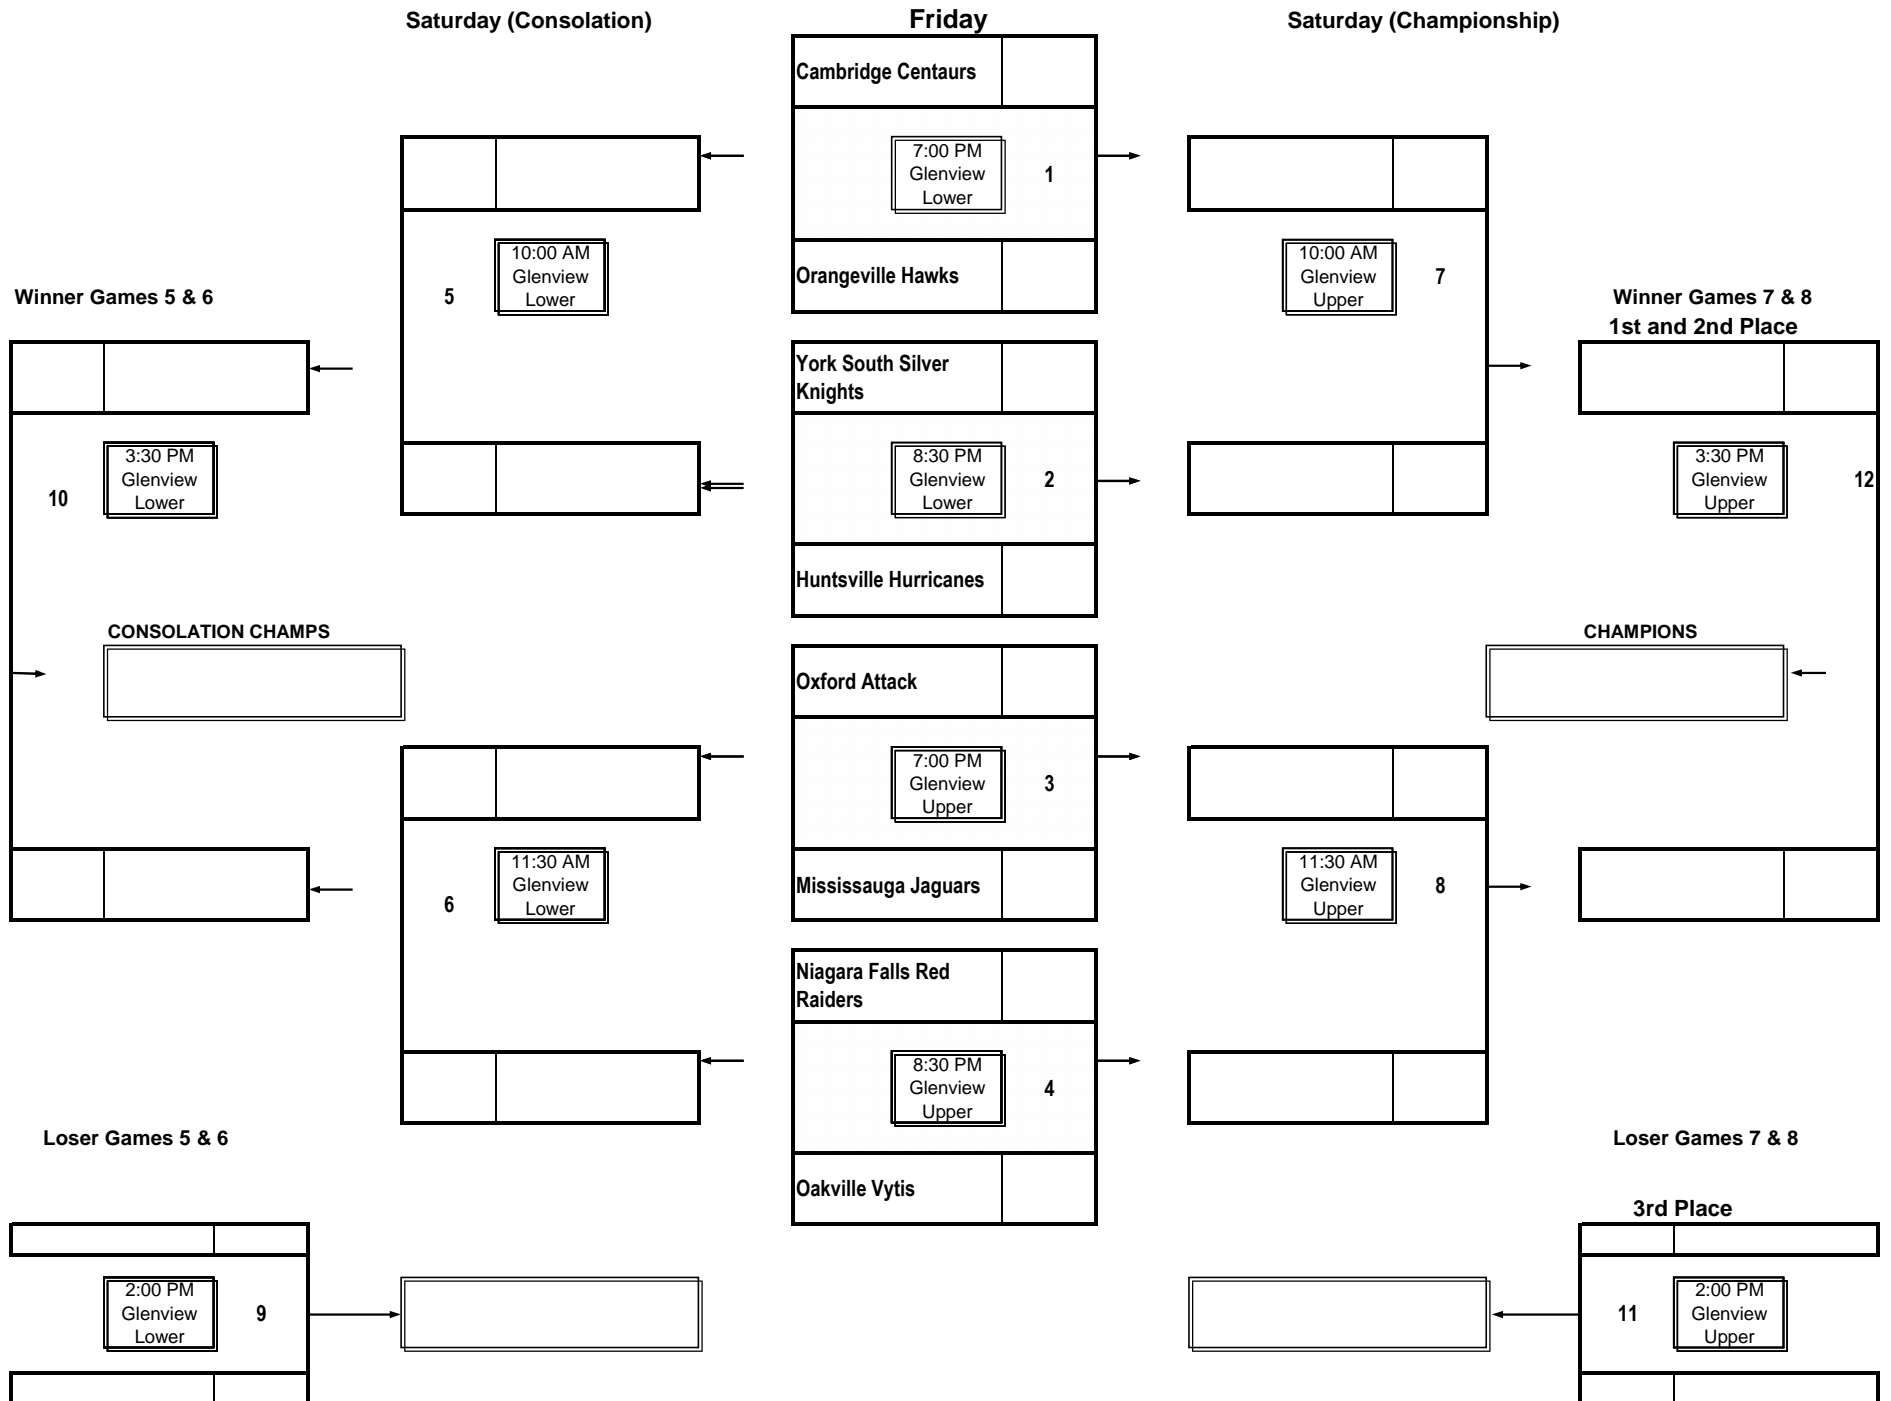 Saturday (Consolation)
Friday
Saturday (Championship)
Cambridge Centaurs
7:00 PM
Glenview
Lower
1
Orangeville Hawks
10:00 AM
Glenview
Lower
5
10:00 AM
Glenview
Upper
7
Winner Games 5 & 6
Winner Games 7 & 8
1st and 2nd Place
York South Silver
Knights
8:30 PM
Glenview
Lower
2
Huntsville Hurricanes
3:30 PM
Glenview
Lower
10
3:30 PM
Glenview
Upper
12
CONSOLATION CHAMPS
CHAMPIONS
Oxford Attack
7:00 PM
Glenview
Upper
3
Mississauga Jaguars
11:30 AM
Glenview
Lower
6
11:30 AM
Glenview
Upper
8
Niagara Falls Red
Raiders
8:30 PM
Glenview
Upper
4
Oakville Vytis
Loser Games 5 & 6
Loser Games 7 & 8
3rd Place
2:00 PM
Glenview
Lower
9
11
2:00 PM
Glenview
Upper